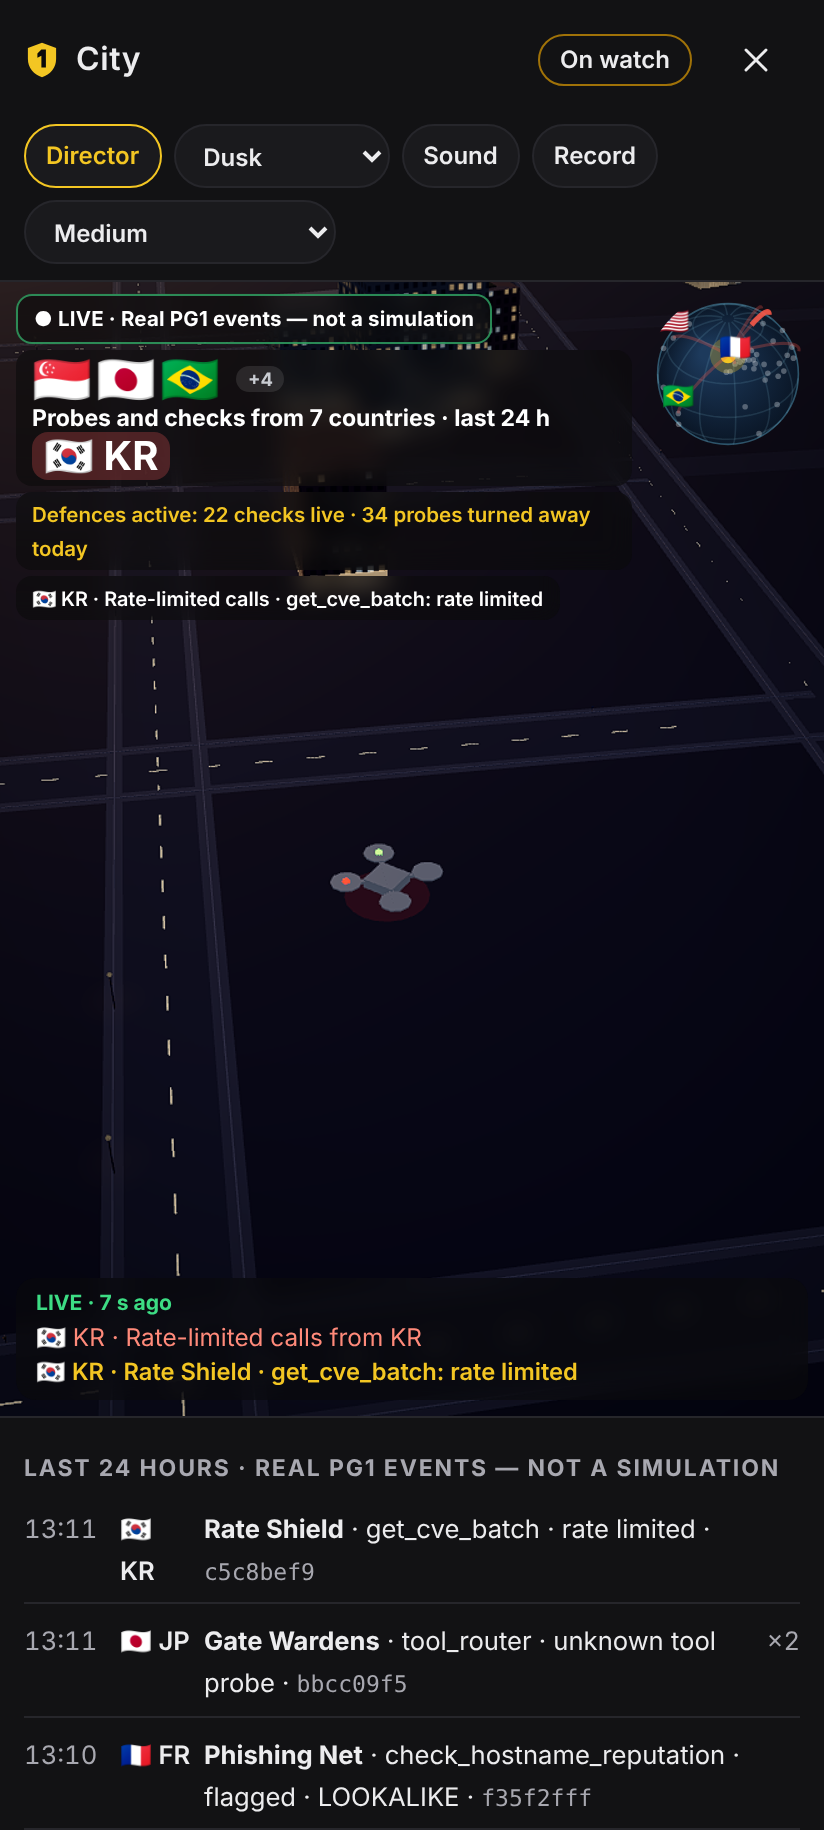 1 City
On watch
Director
Dusk
Sound
Record
Medium
LIVE · Real PG1 events — not a simulation
+4
Probes and checks from 7 countries · last 24 h
KR
Defences active: 22 checks live · 34 probes turned away
today
KR · Rate-limited calls · get_cve_batch: rate limited
LIVE · 7 s ago
KR · Rate-limited calls from KR
KR · Rate Shield · get_cve_batch: rate limited
LAST 24 HOURS · REAL PG1 EVENTS — NOT A SIMULATION
13:11 KR Rate Shield · get_cve_batch · rate limited ·
c5c8bef9
13:11 JP Gate Wardens · tool_router · unknown tool ×2
probe · bbcc09f5
13:10 FR Phishing Net · check_hostname_reputation ·
flagged · LOOKALIKE · f35f2fff